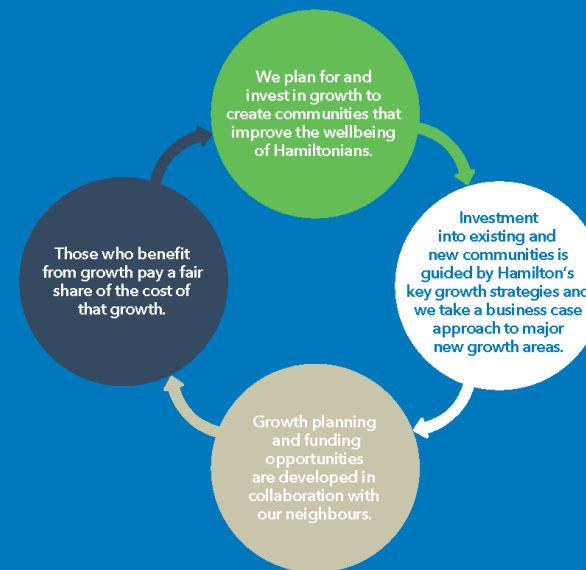 We plan for and
invest in growth to
create communities that
improve the wellbeing
of Hamiltonians.
Investment
into existing and
new communities is
guided by Hamilton's
key growth strategies and
we take a business case
approach to major
new growth areas.
Growth planning
and funding
opportunities
are developed in
collaboration with
our neighbours.
Those who benefit
from growth pay a fair
share of the cost of
that growth.